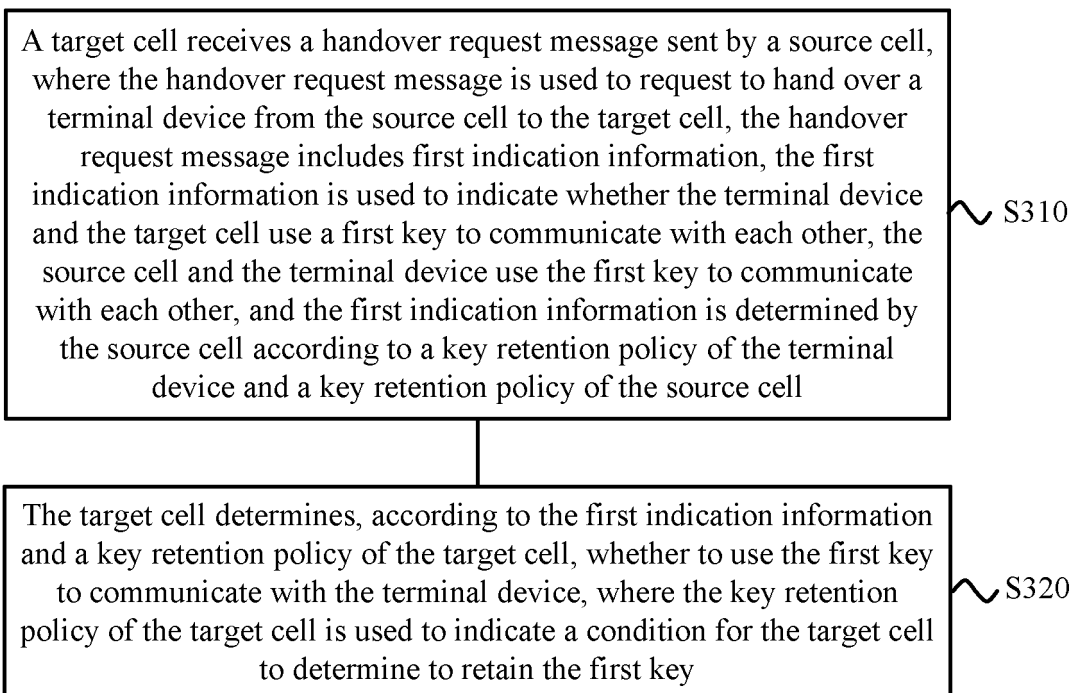 A target cell receives a handover request message sent by a source cell,
where the handover request message is used to request to hand over a
terminal device from the source cell to the target cell, the handover
request message includes first indication information, the first
indication information is used to indicate whether the terminal device
and the target cell use a first key to communicate with each other, the
source cell and the terminal device use the first key to communicate
with each other, and the first indication information is determined by
the source cell according to a key retention policy of the terminal
device and a key retention policy of the source cell
S310
The target cell determines, according to the first indication information
and a key retention policy of the target cell, whether to use the first key
to communicate with the terminal device, where the key retention
policy of the target cell is used to indicate a condition for the target cell
to determine to retain the first key
S320